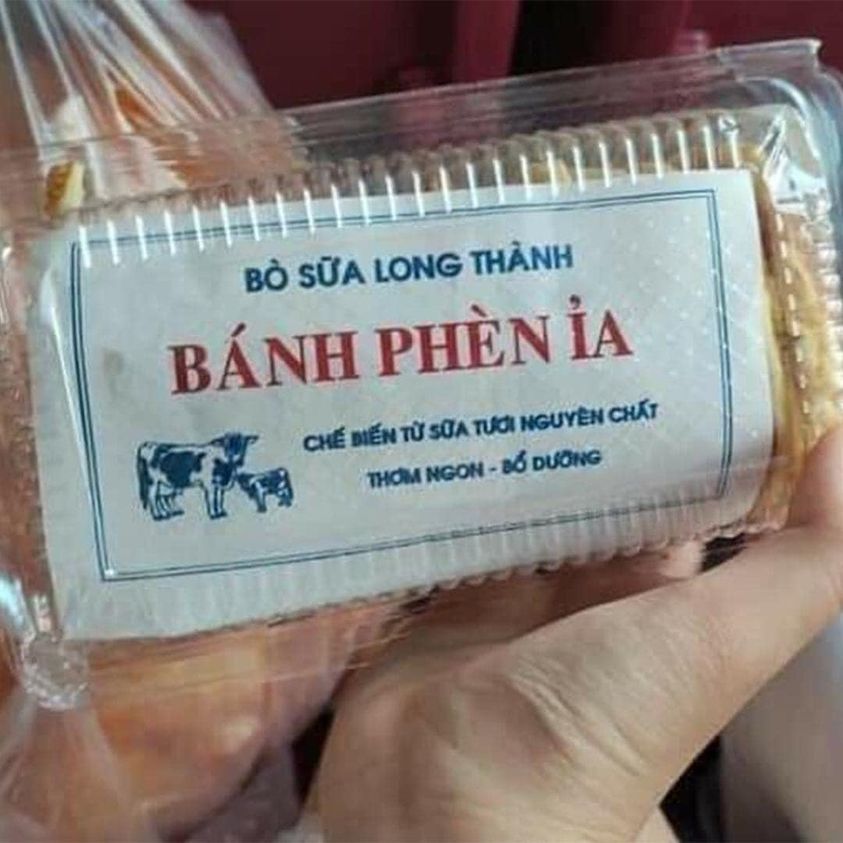 BÒ SỮA LONG THÀNH
BÁNH PHÈN ỈA
CHẾ BIẾN TỪ SỮA TƯƠI NGUYÊN CHẤT
THƠM NGON - BỔ DƯỠNG